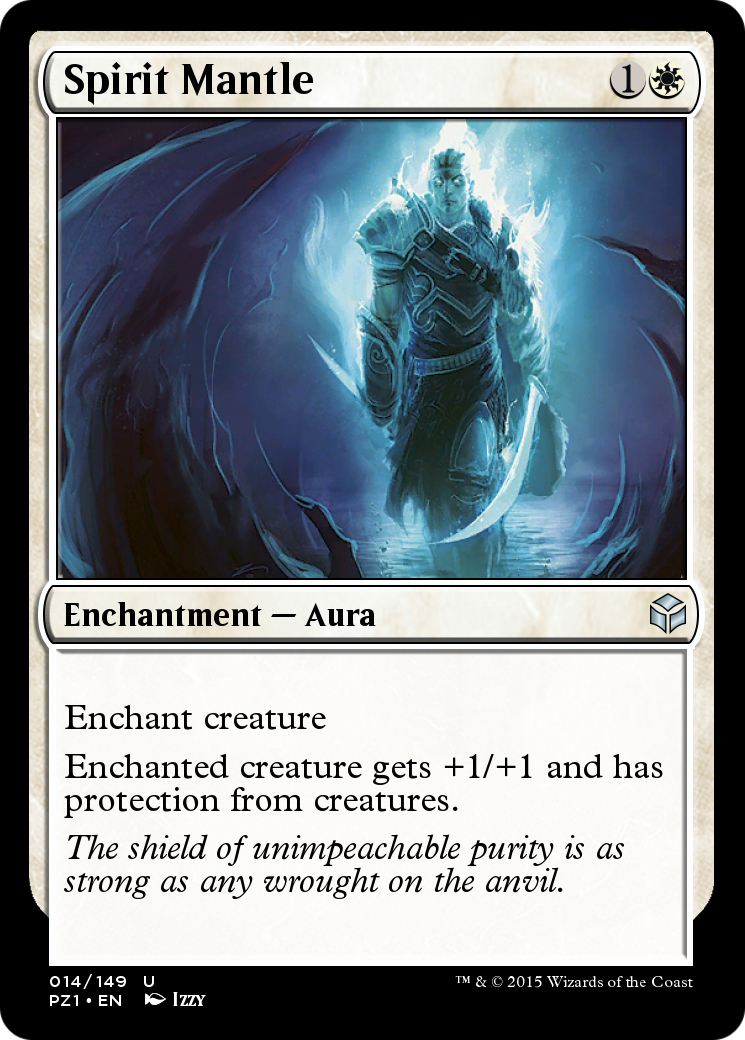 Spirit Mantle 1
Enchantment — Aura
Enchant creature
Enchanted creature gets +1/+1 and has
protection from creatures.
The shield of unimpeachable purity is as
strong as any wrought on the anvil.
014/149 U
PZ1 • EN Izzy
™ & © 2015 Wizards of the Coast